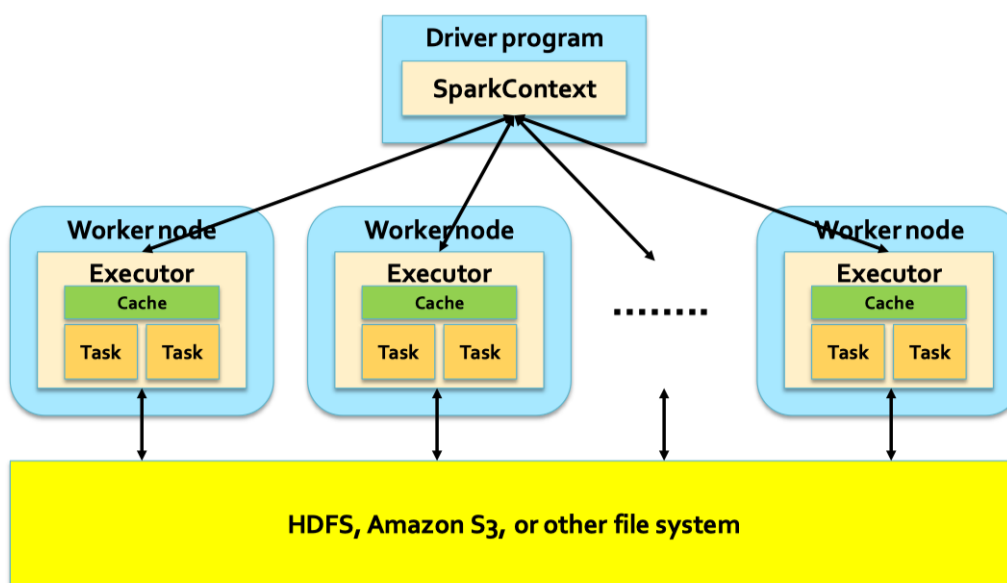 Driver program
SparkContext
Worker node
Worker node
Worker node
Executor
Executor
Executor
Cache
Cache
Cache
Task Task
Task Task
Task Task
HDFS, Amazon S3, or other file system